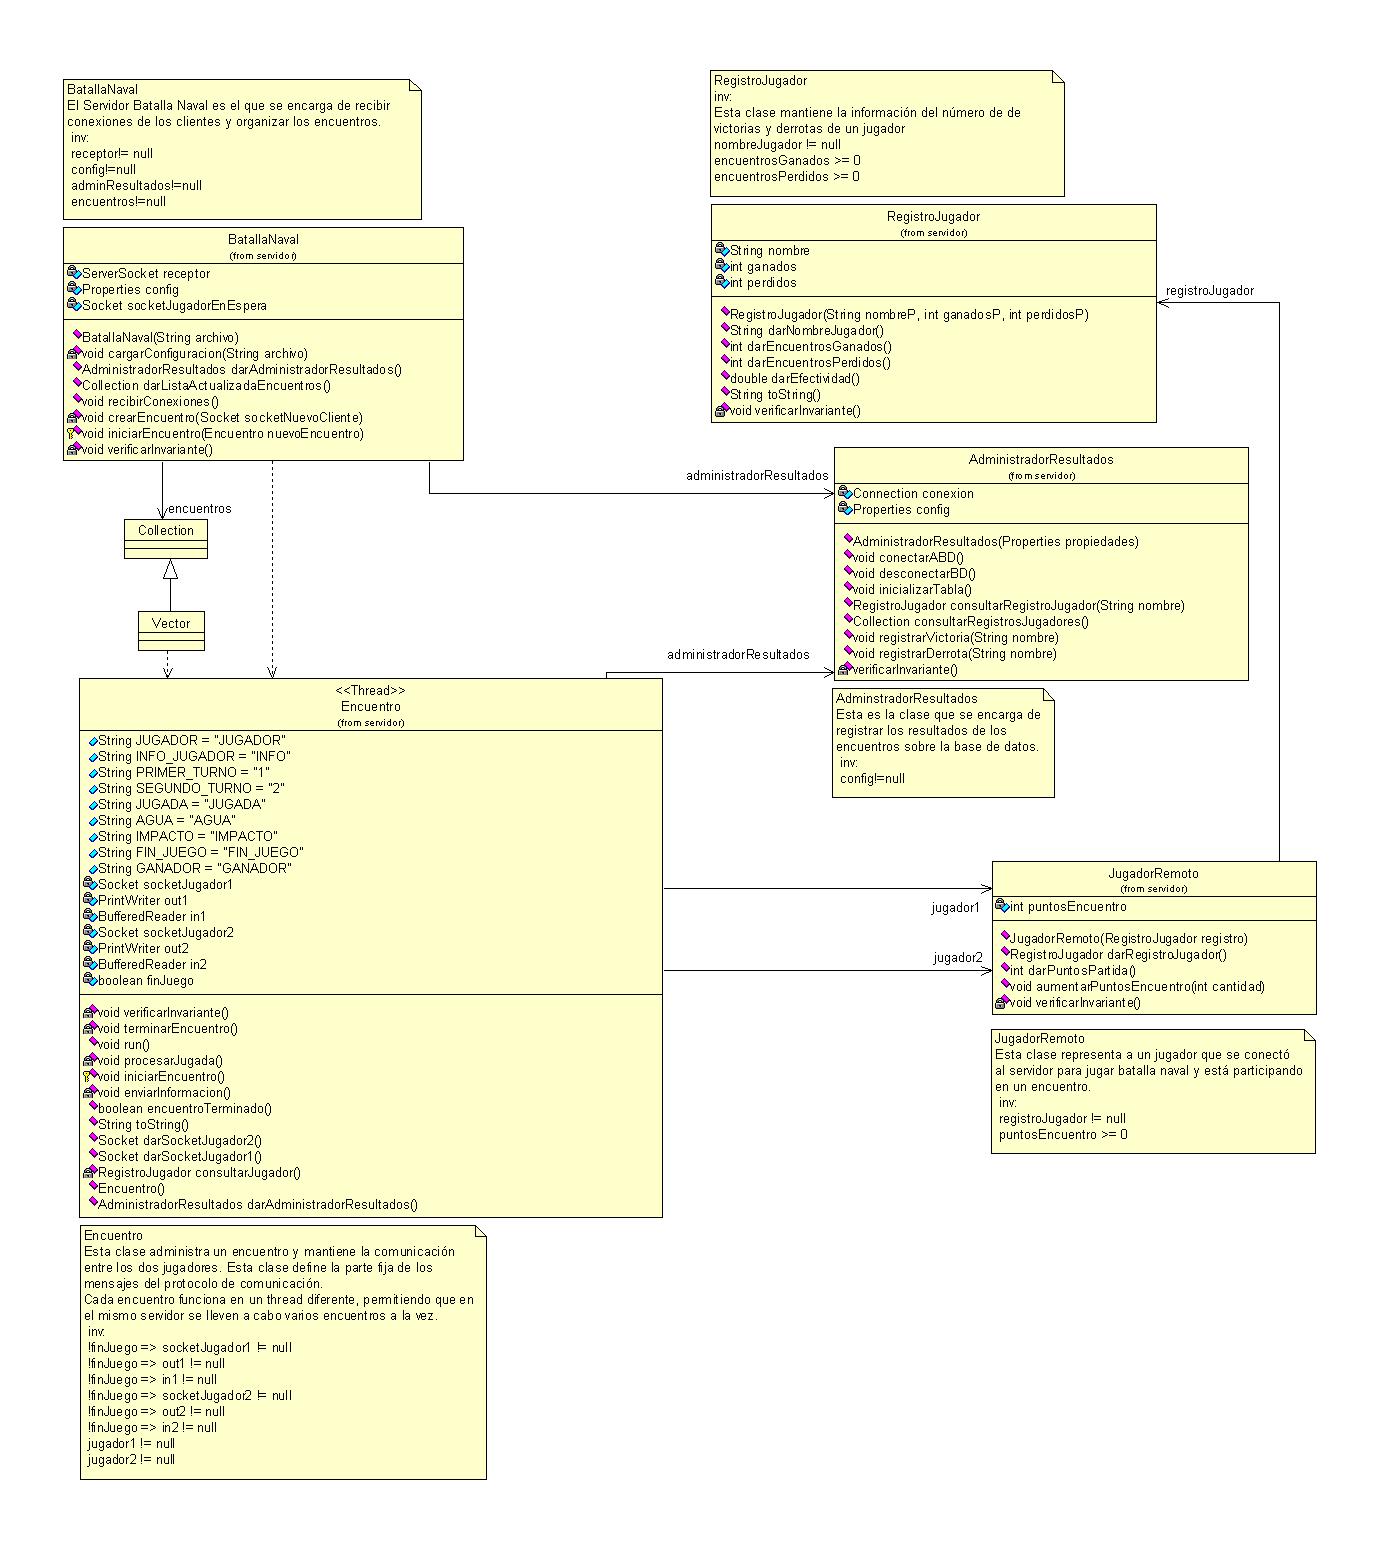 BatallaNaval
El Servidor Batalla Naval es el que se encarga de recibir
conexiones de los clientes y organizar los encuentros.
inv:
receptor!= null
config!=null
adminResultados!=null
encuentros!=null
BatallaNaval
(from servidor)
ServerSocket receptor
Properties config
Socket socketJugadorEnEspera
BatallaNaval(String archivo)
void cargarConfiguracion(String archivo)
AdministradorResultados darAdministradorResultados()
Collection darListaActualizadaEncuentros()
void recibirConexiones()
void crearEncuentro(Socket socketNuevoCliente)
void iniciarEncuentro(Encuentro nuevoEncuentro)
void verificarInvariante()
RegistroJugador
inv:
Esta clase mantiene la información del número de de
victorias y derrotas de un jugador
nombreJugador != null
encuentrosGanados >= 0
encuentrosPerdidos >= 0
RegistroJugador
(from servidor)
String nombre
int ganados
int perdidos
RegistroJugador(String nombreP, int ganadosP, int perdidosP)
String darNombreJugador()
int darEncuentrosGanados()
int darEncuentrosPerdidos()
double darEfectividad()
String toString()
void verificarInvariante()
registroJugador
administradorResultados
encuentros
Collection
Vector
AdministradorResultados
(from servidor)
Connection conexion
Properties config
AdministradorResultados(Properties propiedades)
void conectarABD()
void desconectarBD()
void inicializarTabla()
RegistroJugador consultarRegistroJugador(String nombre)
Collection consultarRegistrosJugadores()
void registrarVictoria(String nombre)
void registrarDerrota(String nombre)
verificarInvariante()
administradorResultados
AdminstradorResultados
Esta es la clase que se encarga de
registrar los resultados de los
encuentros sobre la base de datos.
inv:
config!=null
<<Thread>>
Encuentro
(from servidor)
String JUGADOR = "JUGADOR"
String INFO_JUGADOR = "INFO"
String PRIMER_TURNO = "1"
String SEGUNDO_TURNO = "2"
String JUGADA = "JUGADA"
String AGUA = "AGUA"
String IMPACTO = "IMPACTO"
String FIN_JUEGO = "FIN_JUEGO"
String GANADOR = "GANADOR"
Socket socketJugador1
PrintWriter out1
BufferedReader in1
Socket socketJugador2
PrintWriter out2
BufferedReader in2
boolean finJuego
void verificarInvariante()
void terminarEncuentro()
void run()
void procesarJugada()
void iniciarEncuentro()
void enviarInformacion()
boolean encuentroTerminado()
String toString()
Socket darSocketJugador2()
Socket darSocketJugador1()
RegistroJugador consultarJugador()
Encuentro()
AdministradorResultados darAdministradorResultados()
jugador1
jugador2
JugadorRemoto
(from servidor)
int puntosEncuentro
JugadorRemoto(RegistroJugador registro)
RegistroJugador darRegistroJugador()
int darPuntosPartida()
void aumentarPuntosEncuentro(int cantidad)
void verificarInvariante()
JugadorRemoto
Esta clase representa a un jugador que se conectó
al servidor para jugar batalla naval y está participando
en un encuentro.
inv:
registroJugador != null
puntosEncuentro >= 0
Encuentro
Esta clase administra un encuentro y mantiene la comunicación
entre los dos jugadores. Esta clase define la parte fija de los
mensajes del protocolo de comunicación.
Cada encuentro funciona en un thread diferente, permitiendo que en
el mismo servidor se lleven a cabo varios encuentros a la vez.
inv:
!finJuego => socketJugador1 != null
!finJuego => out1 != null
!finJuego => in1 != null
!finJuego => socketJugador2 != null
!finJuego => out2 != null
!finJuego => in2 != null
jugador1 != null
jugador2 != null